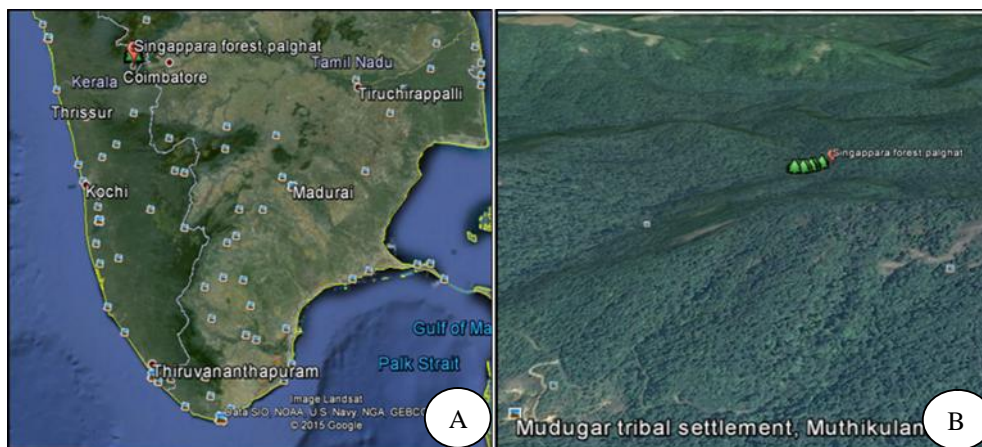 Singappara forest,palghat
Tamil Nadu
Kerala
Coimbatore
Tiruchirappalli
Thrissur
Kochi
Madurai
Gulf of Ma
Palk Strait
Thiruvananthapuram
Image Landsat
Data SIO, NOAA, U.S. Navy, NGA, GEBC
© 2015 Google
A
Singappara forest palghat
Mudugar tribal settlement, Muthikulan
B